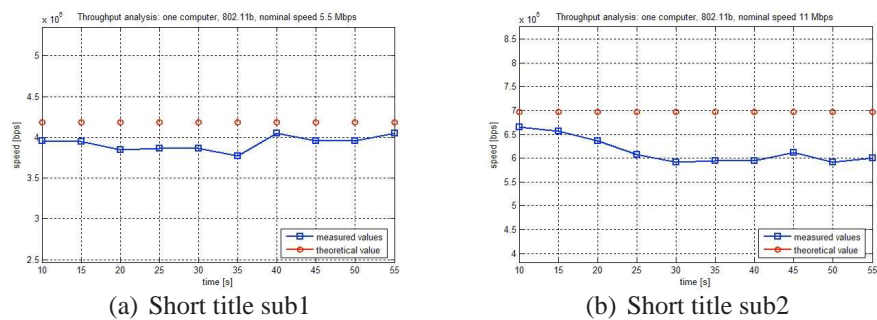 Throughput analysis: one computer, 802.11b, nominal speed 5.5 Mbps
x 10^6
5
4.5
4
3.5
3
2.5
speed [bps]
measured values
theoretical value
10 15 20 25 30 35 40 45 50 55
time [s]
(a) Short title sub1
Throughput analysis: one computer, 802.11b, nominal speed 11 Mbps
x 10^6
8.5
8
7.5
7
6.5
6
5.5
5
4.5
4
speed [bps]
measured values
theoretical value
10 15 20 25 30 35 40 45 50 55
time [s]
(b) Short title sub2